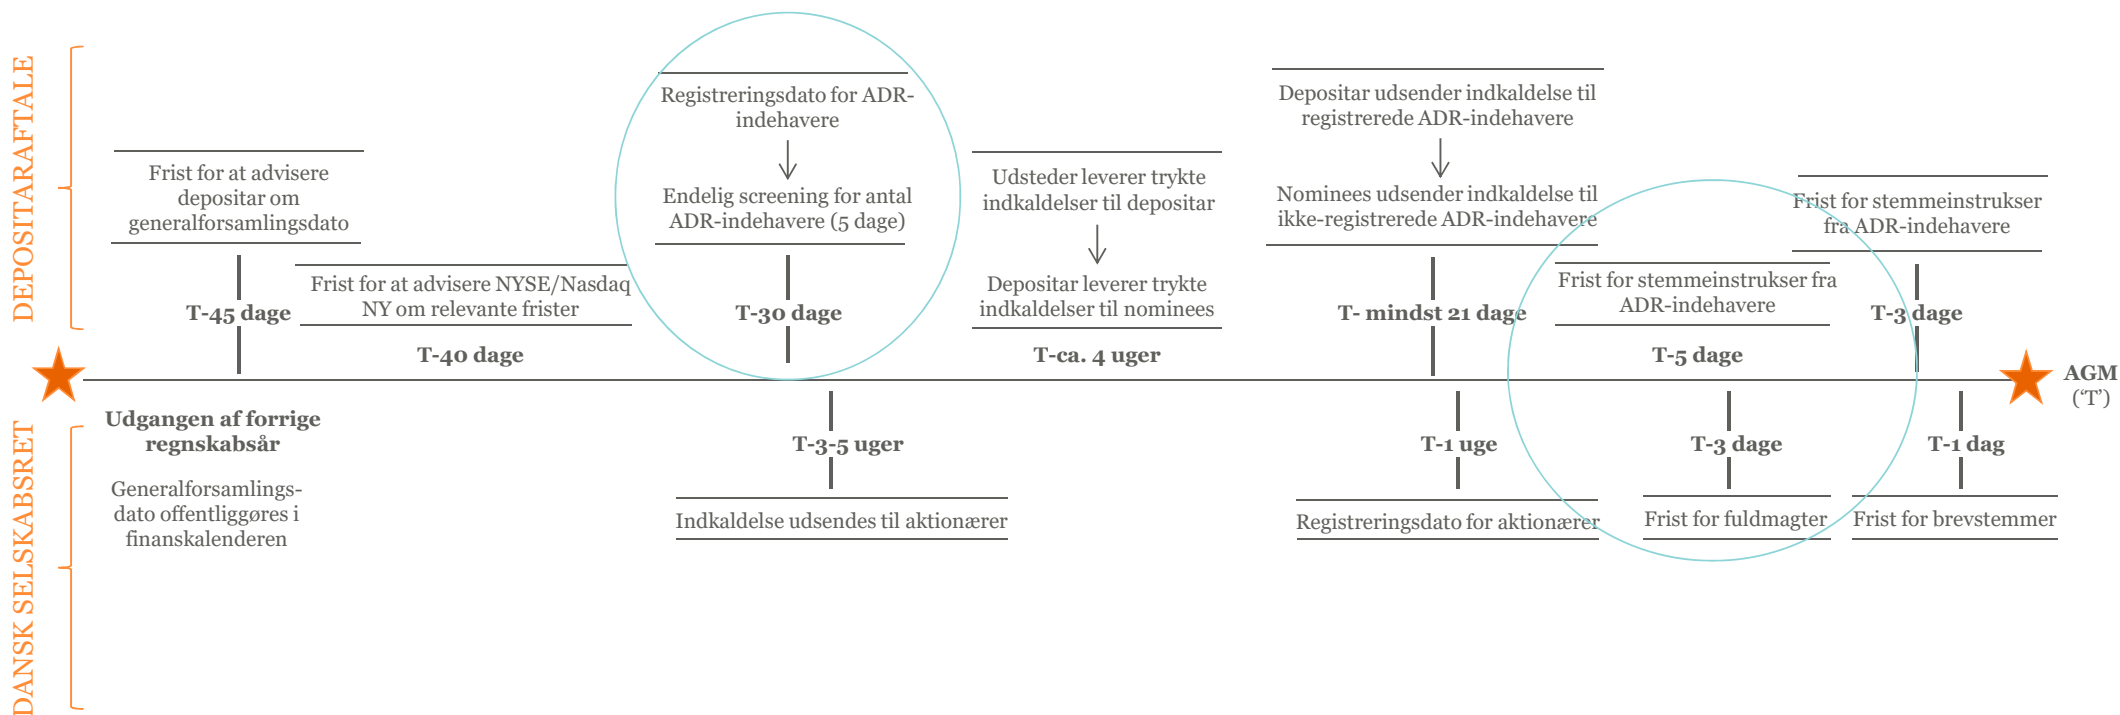 DEPOSITARAFTALE
Frist for at advisere
depositar om
generalforsamlingsdato
T-45 dage
Frist for at advisere NYSE/Nasdaq
NY om relevante frister
T-40 dage
Registreringsdato for ADR-
indehavere
Endelig screening for antal
ADR-indehavere (5 dage)
T-30 dage
Udsteder leverer trykte
indkaldelser til depositar
Depositar leverer trykte
indkaldelser til nominees
T-ca. 4 uger
Depositar udsender indkaldelse til
registrerede ADR-indehavere
Nominees udsender indkaldelse til
ikke-registrerede ADR-indehavere
T- mindst 21 dage
Frist for stemmeinstrukser fra
ADR-indehavere
T-5 dage
Frist for stemmeinstrukser
fra ADR-indehavere
T-3 dage
AGM
(‘T’)
DANSK SELSKABSRET
Udgangen af forrige
regnskabsår
Generalforsamlings-
dato offentliggøres i
finanskalenderen
T-3-5 uger
Indkaldelse udsendes til aktionærer
T-1 uge
Registreringsdato for aktionærer
T-3 dage
Frist for fuldmagter
T-1 dag
Frist for brevstemmer